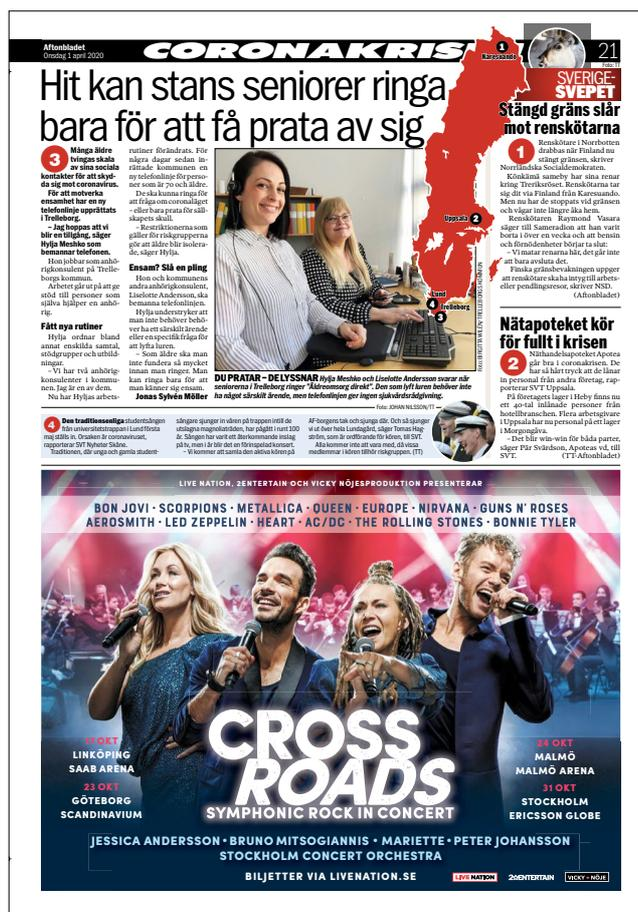 Aftonbladet
Onsdag 1 april 2020
CORONAKRISEN
21
Foto: TT
Hit kan stans seniorer ringa
bara för att få prata av sig
3
Många äldre
tvingas skala
av sina sociala
kontakter för att skyd-
da sig mot coronavirus.
För att motverka
ensamhet har en ny
telefonlinje upprättats
i Trelleborg.
– Jag hoppas att vi
blir en tillgång, säger
Hylja Meshko som
bemannar telefonen.
Hon jobbar som anhö-
rigkonsulent på Trelle-
borgs kommun.
Arbetet går ut på att ge
stöd till personer som
själva hjälper en anhö-
rig.
Fått nya rutiner
Hylja ordnar bland
annat enskilda samtal,
stödgrupper och utbild-
ningar.
– Vi har två anhörig-
konsulenter i kommu-
nen. Jag är en av dem.
Nu har Hyljas arbets-
rutiner förändrats. För
några dagar sedan in-
rättade kommunen en
ny telefonlinje för perso-
ner som är 70 och äldre.
De ska kunna ringa för
att fråga om coronaläget
– eller bara prata för säll-
skapets skull.
– Restriktionerna som
gäller för riskgrupperna
gör att äldre blir isolera-
de, säger Hylja.
Ensam? Slå en pling
Hon och kommunens
andra anhörigkonsulent,
Liselotte Andersson, ska
bemanna telefonlinjen.
Hylja understryker att
man inte behöver behö-
ver ha ett särskilt ärende
eller en specifik fråga för
att lyfta luren.
– Som äldre ska man
inte fundera så mycket
innan man ringer. Man
kan ringa bara för att
man känner sig ensam.
Jonas Sylvén Möller
DU PRATAR – DE LYSSNAR Hylja Meshko och Liselotte Andersson svarar när
seniorerna i Trelleborg ringer "Äldreomsorg direkt". Den som lyft luren behöver inte
ha något särskilt ärende, men telefonlinjen ger ingen sjukvårdsrådgivning.
Foto: JOHAN NILSSON/TT
1
Karesuando
Uppsala 2
Lund
4
Trelleborg
3
SVERIGE-
SVEPET
Stängd gräns slår
mot renskötarna
1
Renskötare i Norrbotten
drabbas när Finland nu
stängt gränsen, skriver
Norrländska Socialdemokraten.
Könkämä sameby har sina renar
kring Treriksröset. Renskötarna tar
sig dit via Finland från Karesuando.
Men nu har de stoppats vid gränsen
och vågar inte längre åka hem.
Renskötaren Raymond Vasara
säger till Sameradion att han varit
borta i över en vecka och att bensin
och förnödenheter börjar ta slut:
– Vi matar renarna här, det går inte
att bara avsluta det.
Finska gränsbevakningen uppger
att renskötare ska ha intyg till arbets-
eller pendlingsresor, skriver NSD.
(Aftonbladet)
Nätapoteket kör
för fullt i krisen
2
Näthandelsapoteket Apotea
går bra i coronakrisen. De
har så hårt tryck att de lånar
in personal från andra företag, rap-
porterar SVT Uppsala.
På företagets lager i Heby finns nu
ett 40-tal inlånade personer från
hotellbranschen. Flera arbetsgivare
i Uppsala har nu personal på ett lager
i Morgongåva.
– Det blir win-win för båda parter,
säger Pär Svärdson, Apoteas vd, till
SVT. (TT-Aftonbladet)
4
Den traditionsenliga studentsången
från universitetstrappan i Lund första
maj ställs in. Orsaken är coronaviruset,
rapporterar SVT Nyheter Skåne.
Traditionen, där unga och gamla student-
sångare sjunger in våren på trappan intill de
utslagna magnoliaträden, har pågått i runt 100
år. Sången har varit ett återkommande inslag
på tv, men i år blir det en förinspelad konsert.
– Vi kommer att samla den aktiva kören på
AF-borgens tak och sjunga där. Och så sjunger
vi ut över hela Lundagård, säger Tomas Hag-
ström, som är ordförande för kören, till SVT.
Alla kommer inte att vara med, då vissa
medlemmar i kören tillhör riskgruppen. (TT)
LIVE NATION, 2ENTERTAIN OCH VICKY NÖJESPRODUKTION PRESENTERAR
BON JOVI • SCORPIONS • METALLICA • QUEEN • EUROPE • NIRVANA • GUNS N' ROSES
AEROSMITH • LED ZEPPELIN • HEART • AC/DC • THE ROLLING STONES • BONNIE TYLER
CROSS
ROADS
SYMPHONIC ROCK IN CONCERT
OKT
LINKÖPING
SAAB ARENA
23 OKT
GÖTEBORG
SCANDINAVIUM
24 OKT
MALMÖ
MALMÖ ARENA
31 OKT
STOCKHOLM
ERICSSON GLOBE
JESSICA ANDERSSON • BRUNO MITSOGIANNIS • MARIETTE • PETER JOHANSSON
STOCKHOLM CONCERT ORCHESTRA
BILJETTER VIA LIVENATION.SE
LIVE NATION
2ENTERTAIN
VICKY – NÖJE